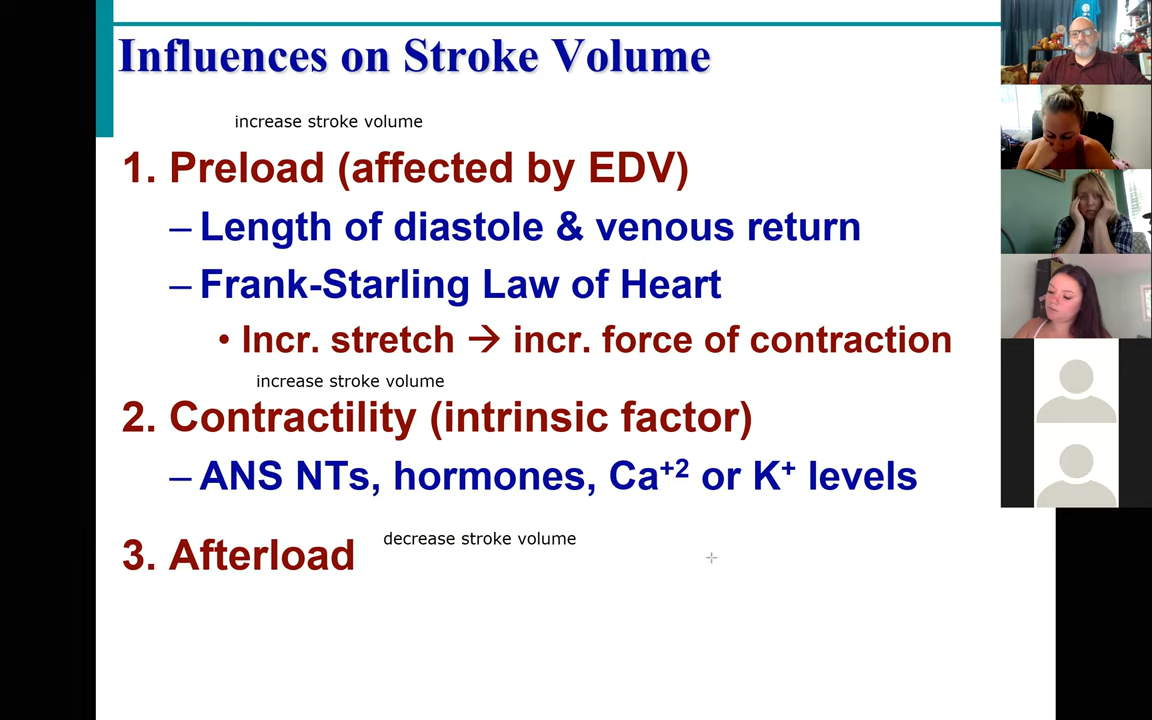 Influences on Stroke Volume
increase stroke volume
1. Preload (affected by EDV)
– Length of diastole & venous return
– Frank-Starling Law of Heart
• Incr. stretch → incr. force of contraction
increase stroke volume
2. Contractility (intrinsic factor)
– ANS NTs, hormones, Ca⁺² or K⁺ levels
3. Afterload
decrease stroke volume